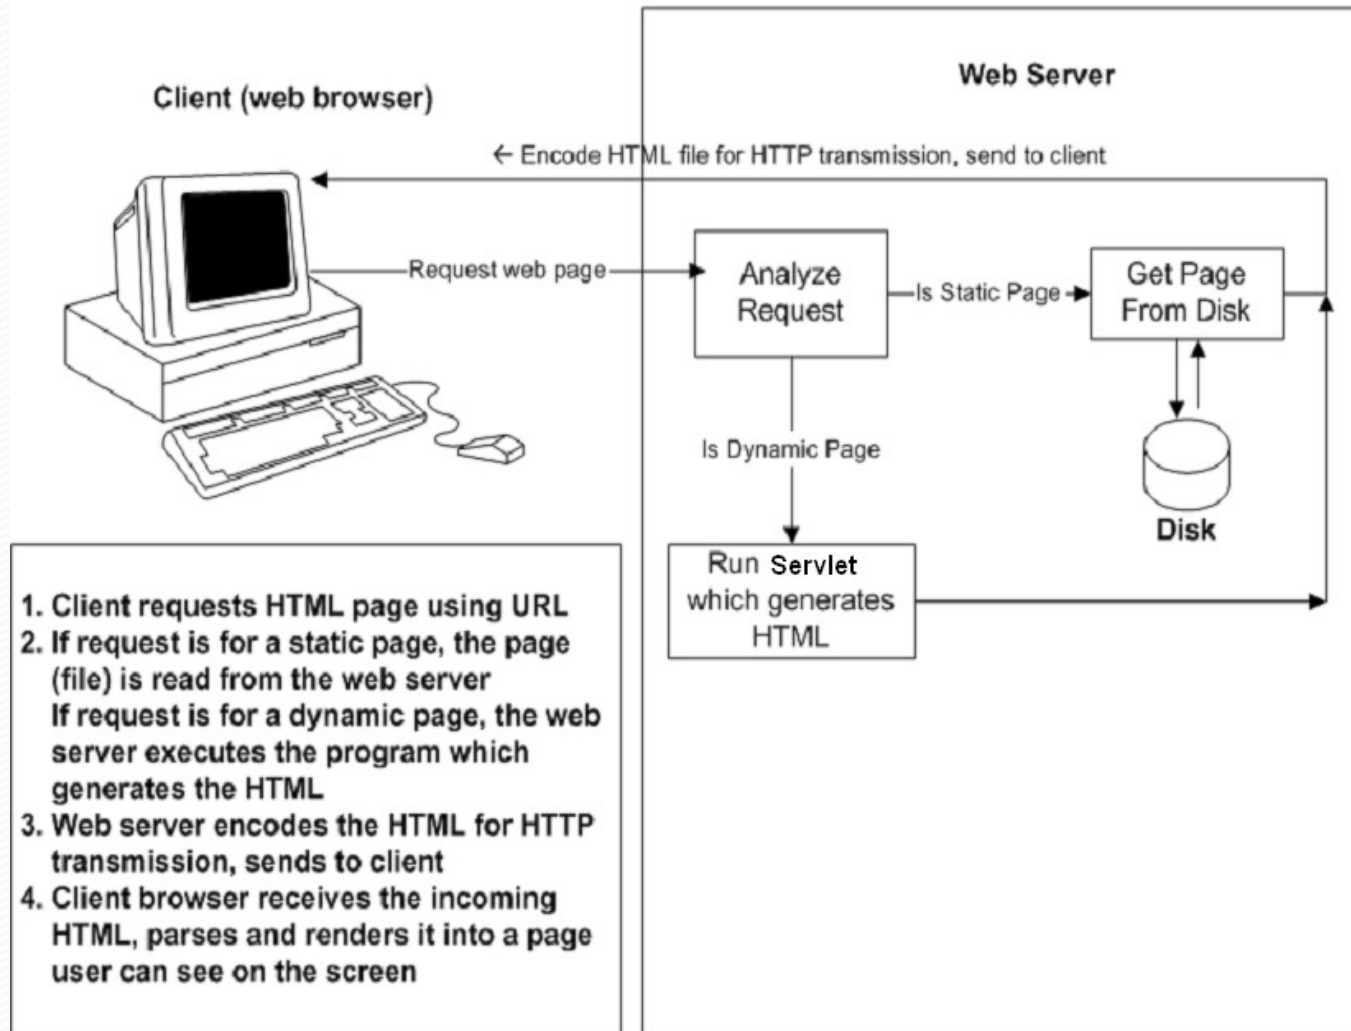 Client (web browser)
Web Server
← Encode HTML file for HTTP transmission, send to client
Request web page
Analyze
Request
Is Static Page
Get Page
From Disk
Is Dynamic Page
Disk
Run Servlet
which generates
HTML
1. Client requests HTML page using URL
2. If request is for a static page, the page
(file) is read from the web server
If request is for a dynamic page, the web
server executes the program which
generates the HTML
3. Web server encodes the HTML for HTTP
transmission, sends to client
4. Client browser receives the incoming
HTML, parses and renders it into a page
user can see on the screen